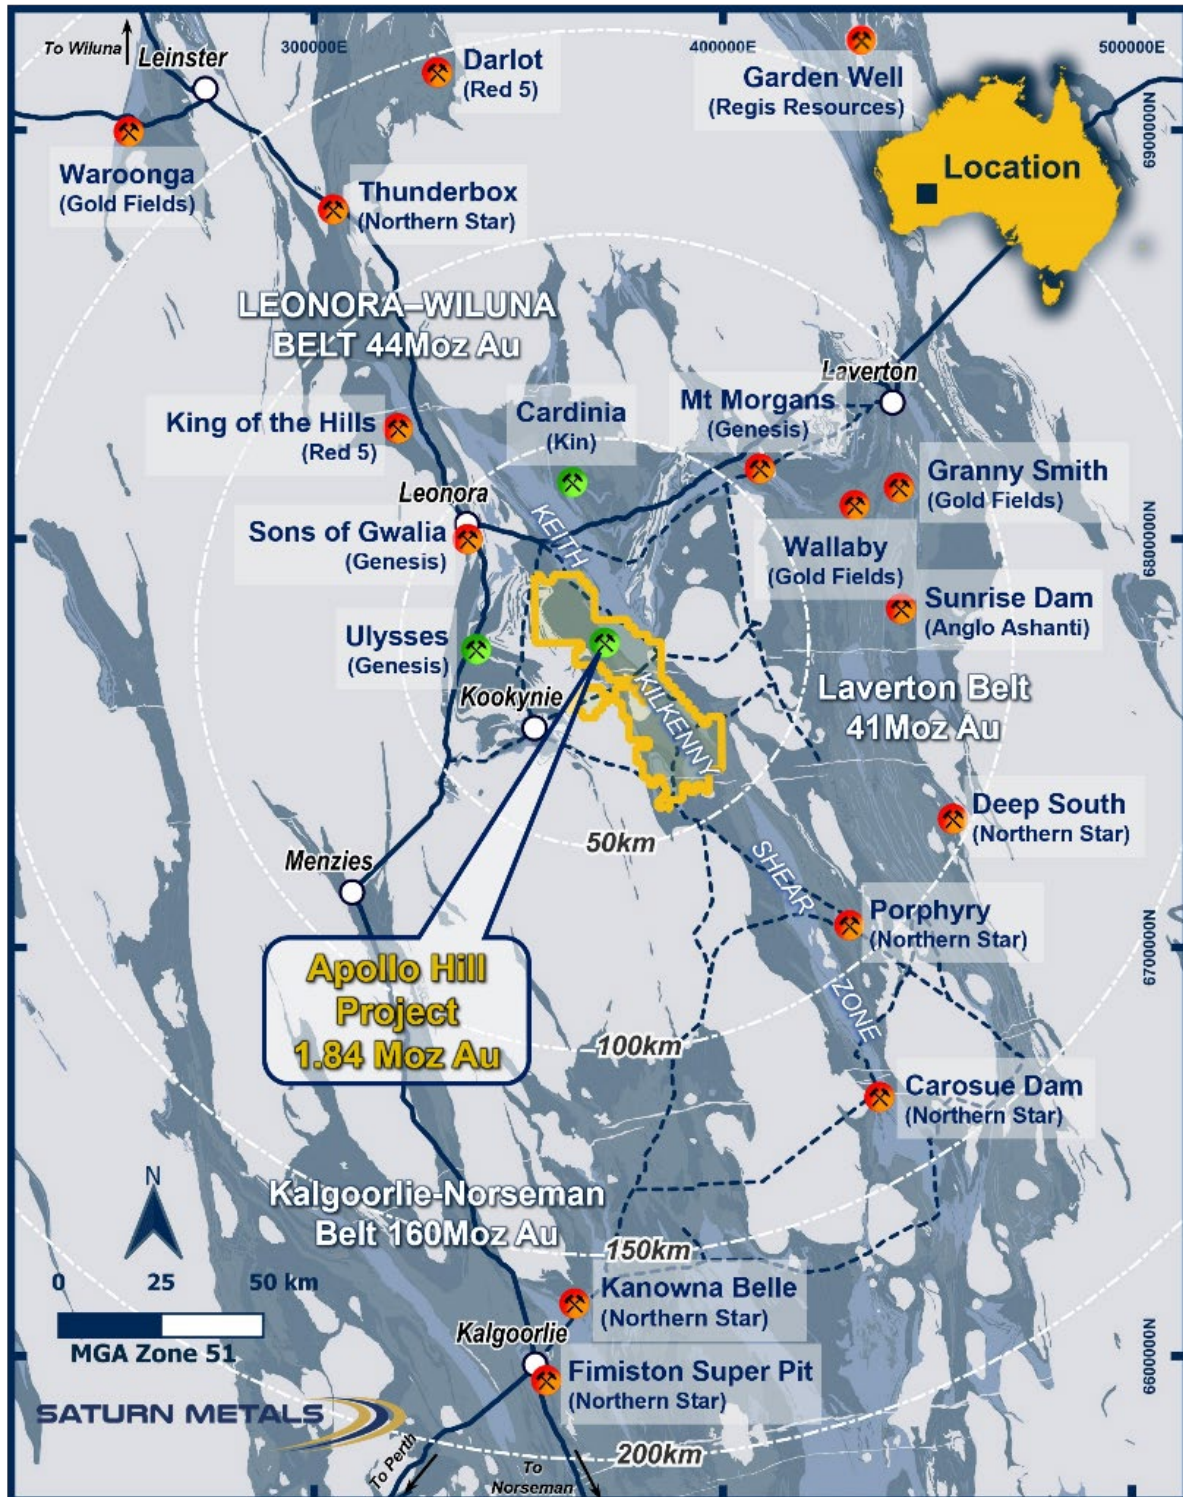 To Wiluna
Leinster
300000E
400000E
500000E
Darlot
(Red 5)
Garden Well
(Regis Resources)
6900000N
Location
Waroonga
(Gold Fields)
Thunderbox
(Northern Star)
LEONORA–WILUNA
BELT 44Moz Au
Laverton
King of the Hills
(Red 5)
Cardinia
(Kin)
Mt Morgans
(Genesis)
Granny Smith
(Gold Fields)
Leonora
KEITH
6800000N
Sons of Gwalia
(Genesis)
Wallaby
(Gold Fields)
Sunrise Dam
(Anglo Ashanti)
Ulysses
(Genesis)
Kookynie
KILKENNY
Laverton Belt
41Moz Au
Deep South
(Northern Star)
50km
Menzies
SHEAR
Porphyry
(Northern Star)
6700000N
Apollo Hill
Project
1.84 Moz Au
ZONE
100km
Carosue Dam
(Northern Star)
N
Kalgoorlie-Norseman
Belt 160Moz Au
150km
0 25 50 km
MGA Zone 51
Kanowna Belle
(Northern Star)
Kalgoorlie
6600000N
Fimiston Super Pit
(Northern Star)
SATURN METALS
200km
To Perth
To
Norseman